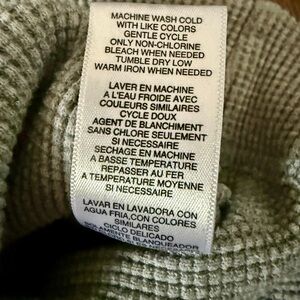 MACHINE WASH COLD
WITH LIKE COLORS
GENTLE CYCLE
ONLY NON-CHLORINE
BLEACH WHEN NEEDED
TUMBLE DRY LOW
WARM IRON WHEN NEEDED
LAVER EN MACHINE
A L'EAU FROIDE AVEC
COULEURS SIMILAIRES
CYCLE DOUX
AGENT DE BLANCHIMENT
SANS CHLORE SEULEMENT
SI NECESSAIRE
SECHAGE EN MACHINE
A BASSE TEMPERATURE
REPASSER AU FER
A TEMPERATURE MOYENNE
SI NECESSAIRE
LAVAR EN LAVADORA CON
AGUA FRIA,CON COLORES
SIMILARES
CICLO DELICADO
SOLAMENTE BLANQUEADOR